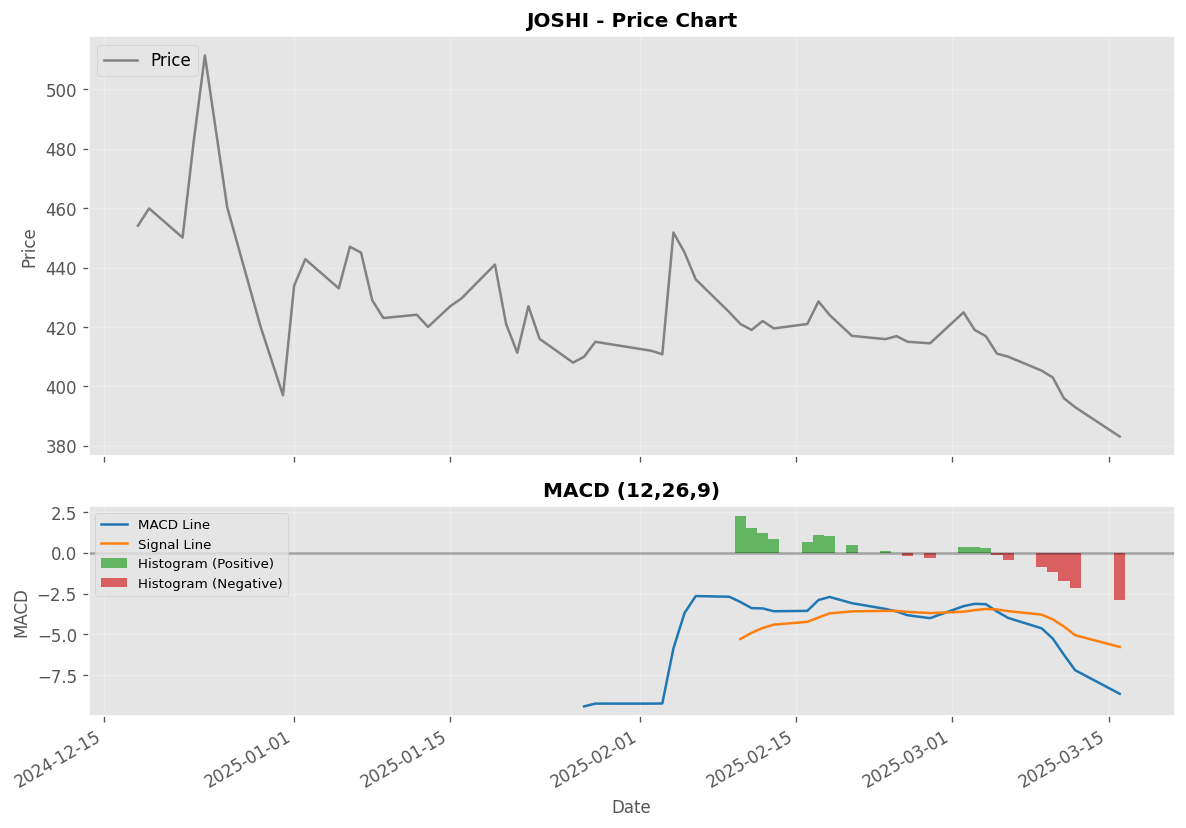 JOSHI - Price Chart
Price
500
480
460
440
420
400
380
Price
MACD (12,26,9)
MACD Line
Signal Line
Histogram (Positive)
Histogram (Negative)
2.5
0.0
−2.5
−5.0
−7.5
MACD
2024-12-15
2025-01-01
2025-01-15
2025-02-01
2025-02-15
2025-03-01
2025-03-15
Date